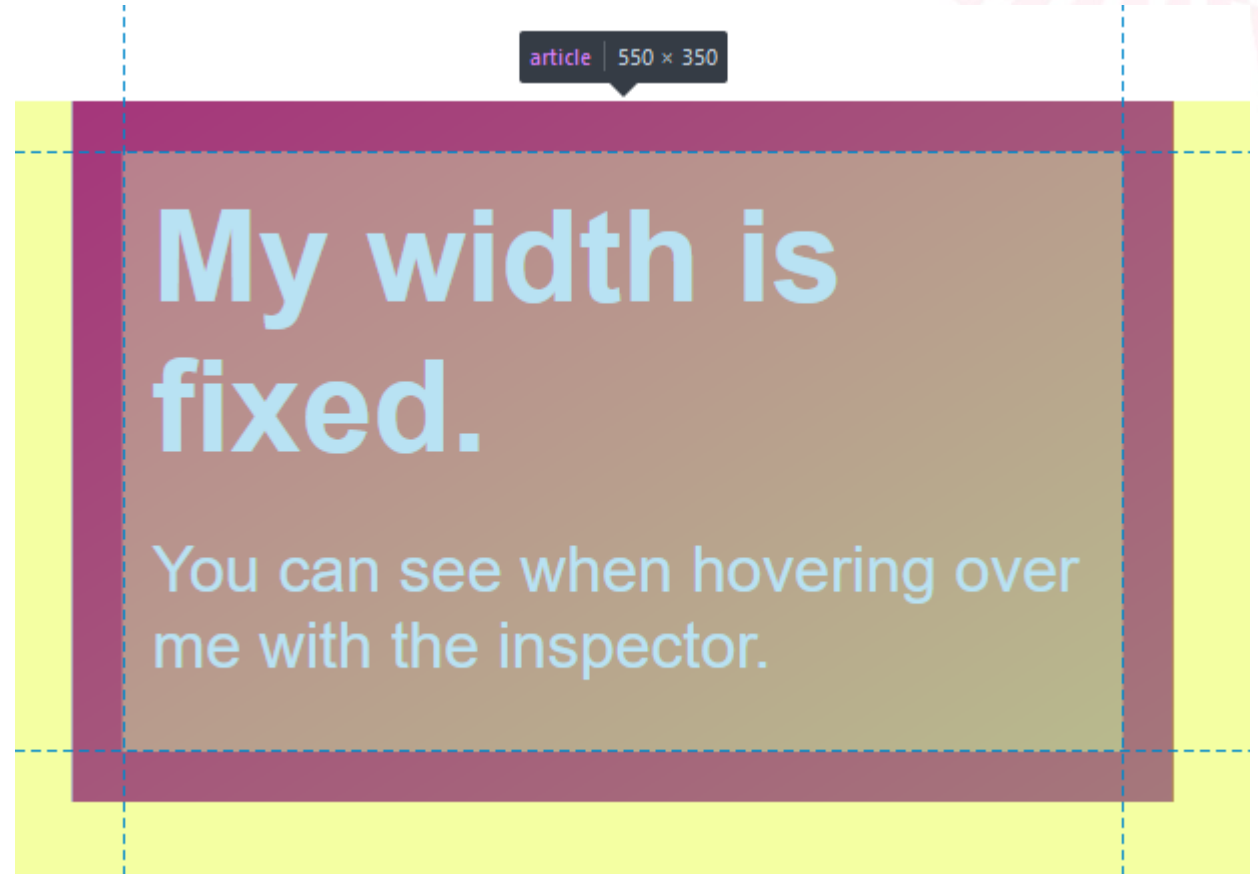 article 550 × 350
My width is
fixed.
You can see when hovering over
me with the inspector.